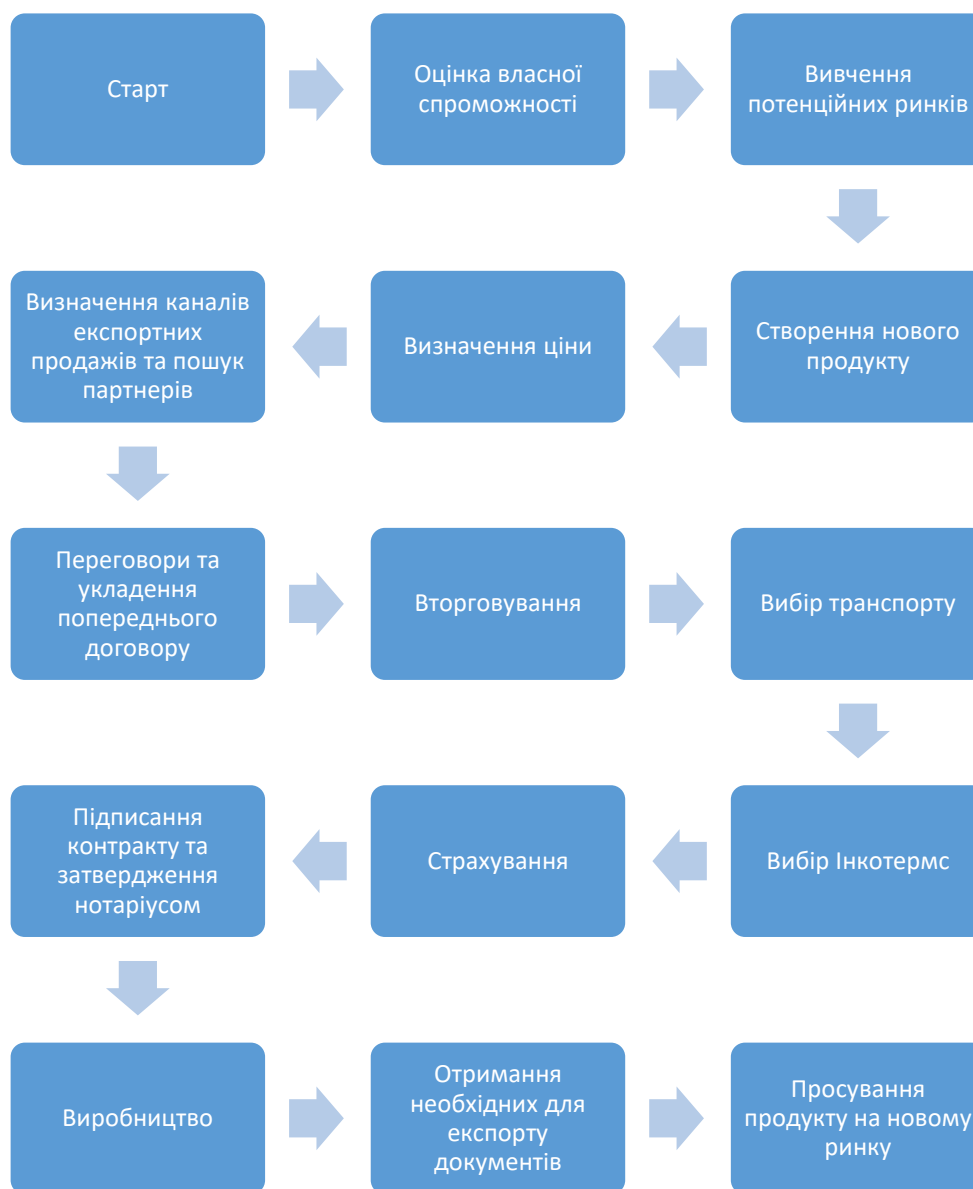 Старт
Оцінка власної
спроможності
Вивчення
потенційних ринків
Створення нового
продукту
Визначення ціни
Визначення каналів
експортних
продажів та пошук
партнерів
Переговори та
укладення
попереднього
договору
Вторговування
Вибір транспорту
Вибір Інкотермс
Страхування
Підписання
контракту та
затвердження
нотаріусом
Виробництво
Отримання
необхідних для
експорту
документів
Просування
продукту на новому
ринку